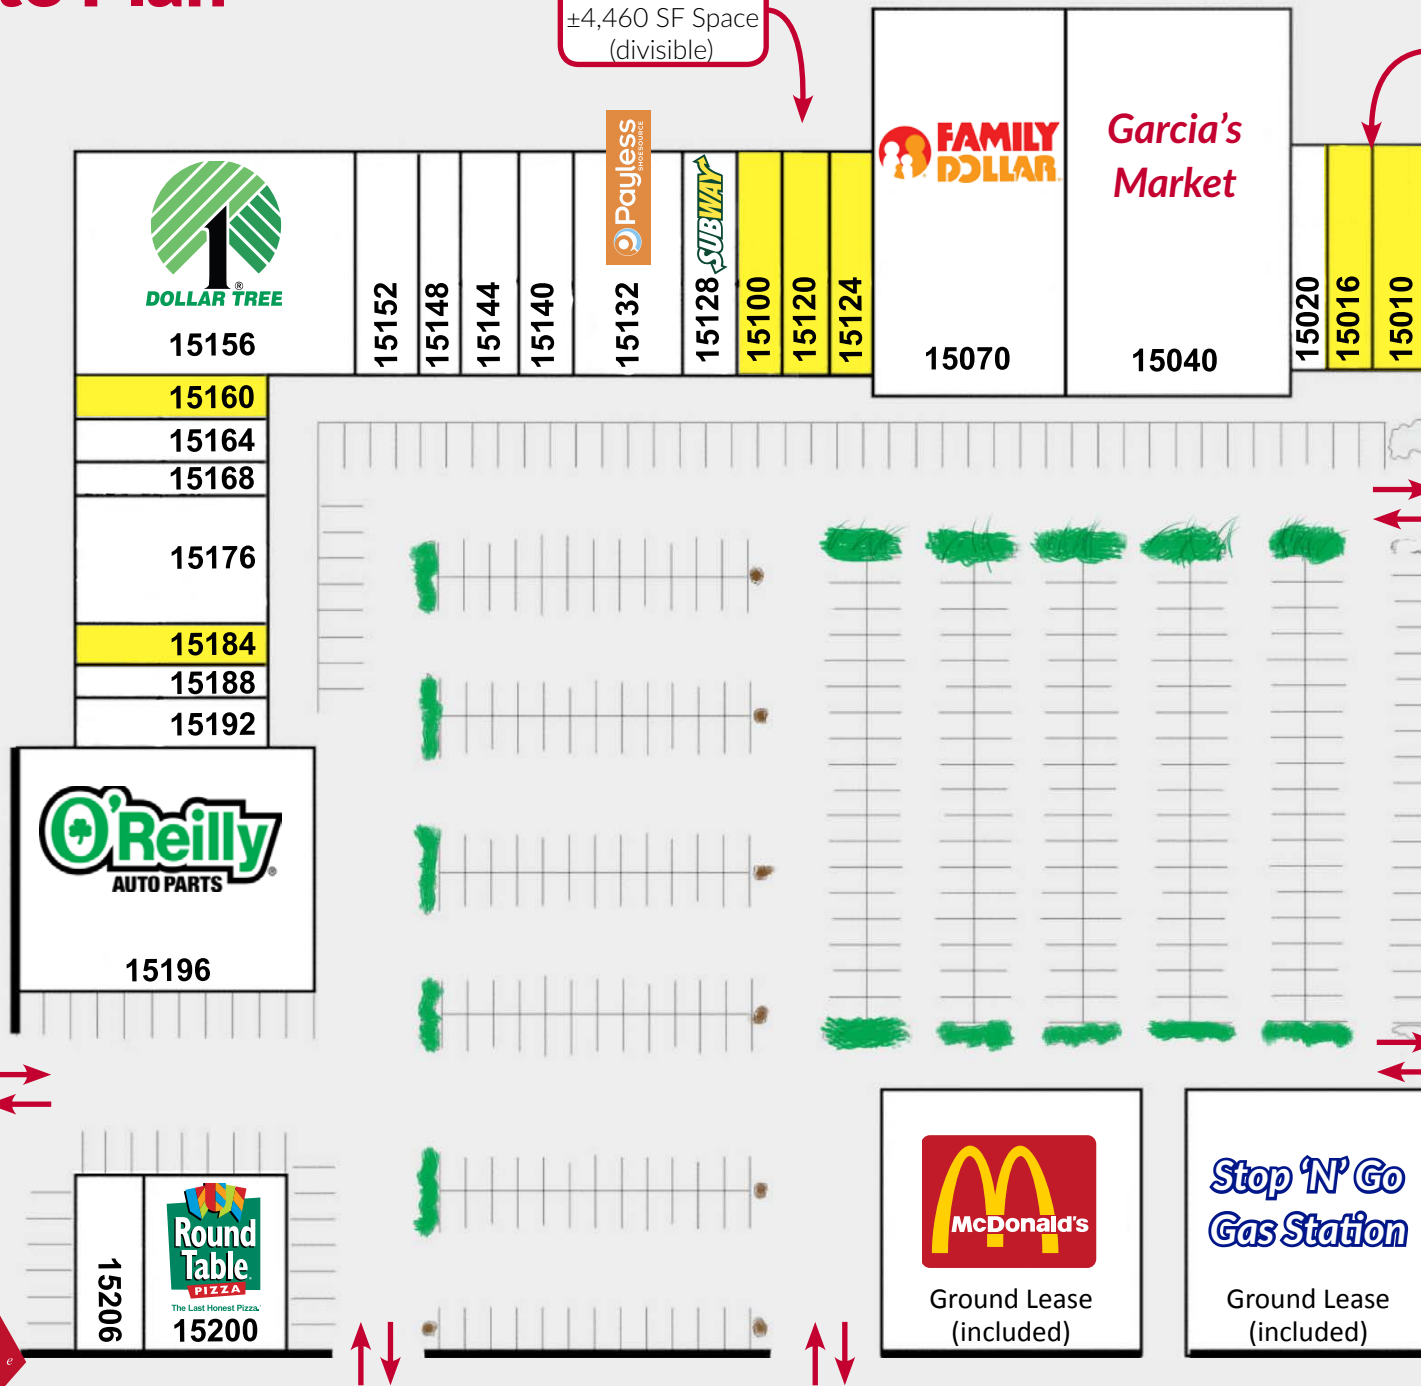 ±4,460 SF Space
(divisible)
DOLLAR TREE
®
15156
15152
15148
15144
15140
Payless
SHOESOURCE
15132
SUBWAY
15128
15100
15120
15124
FAMILY
DOLLAR
15070
Garcia's
Market
15040
15020
15016
15010
15160
15164
15168
15176
15184
15188
15192
O'Reilly
AUTO PARTS
®
15196
15206
Round
Table
PIZZA
The Last Honest Pizza.
15200
McDonald's
Ground Lease
(included)
Stop 'N' Go
Gas Station
Ground Lease
(included)
e